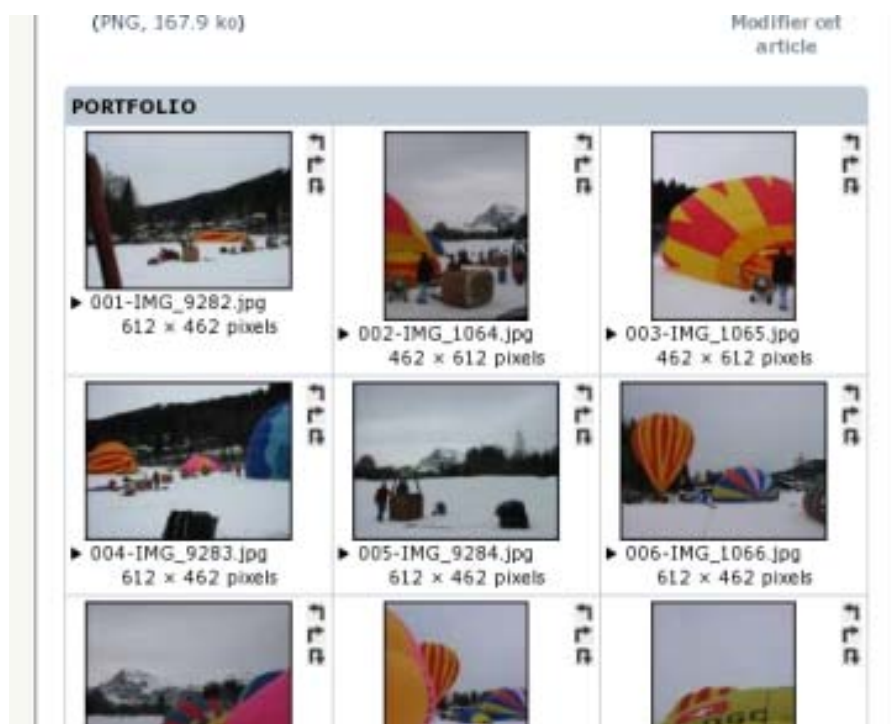 (PNG, 167.9 ko)
Modifier cet
article
PORTFOLIO
001-IMG_9282.jpg
612 × 462 pixels
002-IMG_1064.jpg
462 × 612 pixels
003-IMG_1065.jpg
462 × 612 pixels
004-IMG_9283.jpg
612 × 462 pixels
005-IMG_9284.jpg
612 × 462 pixels
006-IMG_1066.jpg
612 × 462 pixels